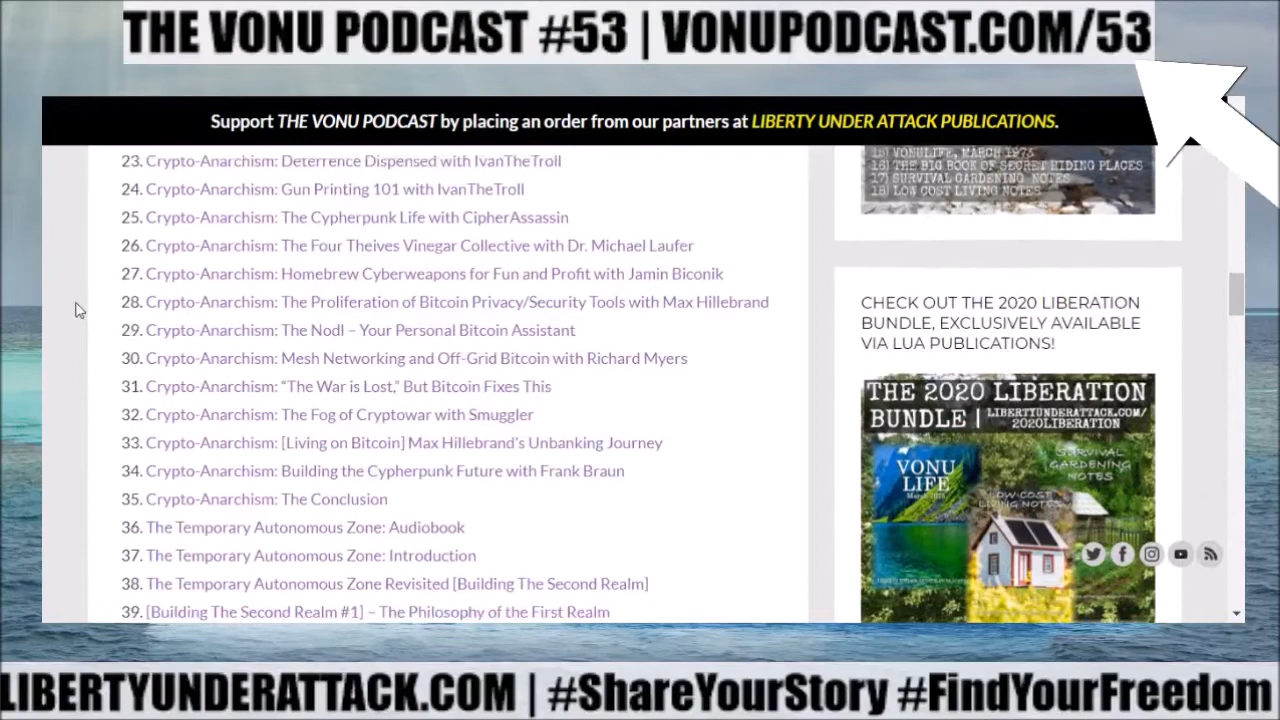 THE VONU PODCAST #53 | VONUPODCAST.COM/53
Support THE VONU PODCAST by placing an order from our partners at LIBERTY UNDER ATTACK PUBLICATIONS.
23. Crypto-Anarchism: Deterrence Dispensed with IvanTheTroll
24. Crypto-Anarchism: Gun Printing 101 with IvanTheTroll
25. Crypto-Anarchism: The Cypherpunk Life with CipherAssassin
26. Crypto-Anarchism: The Four Theives Vinegar Collective with Dr. Michael Laufer
27. Crypto-Anarchism: Homebrew Cyberweapons for Fun and Profit with Jamin Biconik
28. Crypto-Anarchism: The Proliferation of Bitcoin Privacy/Security Tools with Max Hillebrand
29. Crypto-Anarchism: The Nodl – Your Personal Bitcoin Assistant
30. Crypto-Anarchism: Mesh Networking and Off-Grid Bitcoin with Richard Myers
31. Crypto-Anarchism: “The War is Lost,” But Bitcoin Fixes This
32. Crypto-Anarchism: The Fog of Cryptowar with Smuggler
33. Crypto-Anarchism: [Living on Bitcoin] Max Hillebrand's Unbanking Journey
34. Crypto-Anarchism: Building the Cypherpunk Future with Frank Braun
35. Crypto-Anarchism: The Conclusion
36. The Temporary Autonomous Zone: Audiobook
37. The Temporary Autonomous Zone: Introduction
38. The Temporary Autonomous Zone Revisited [Building The Second Realm]
39. [Building The Second Realm #1] – The Philosophy of the First Realm
15) VONULIFE, MARCH 1973
16) THE BIG BOOK OF SECRET HIDING PLACES
17) SURVIVAL GARDENING NOTES
18) LOW COST LIVING NOTES
CHECK OUT THE 2020 LIBERATION
BUNDLE, EXCLUSIVELY AVAILABLE
VIA LUA PUBLICATIONS!
THE 2020 LIBERATION
BUNDLE | LIBERTYUNDERATTACK.COM/
2020LIBERATION
VONU
LIFE
SURVIVAL
GARDENING
NOTES
LOW-COST
LIVING NOTES
LIBERTYUNDERATTACK.COM | #ShareYourStory #FindYourFreedom